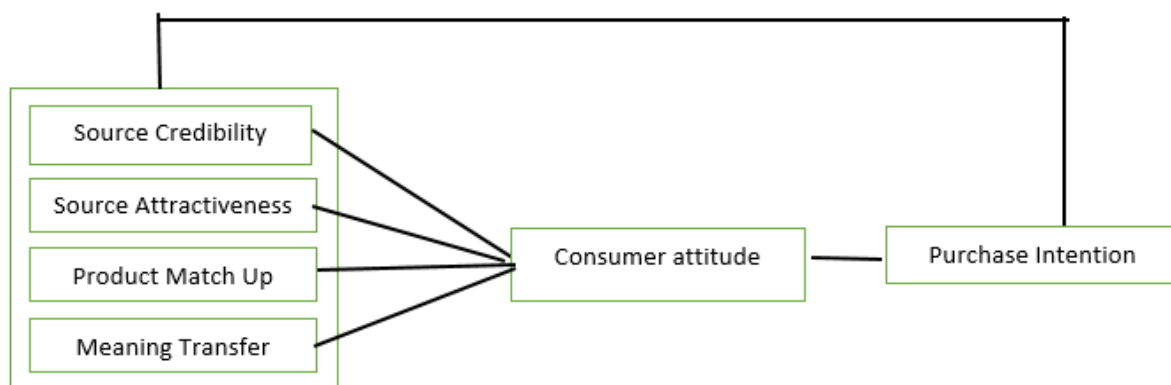 Source Credibility
Source Attractiveness
Product Match Up
Meaning Transfer
Consumer attitude
Purchase Intention